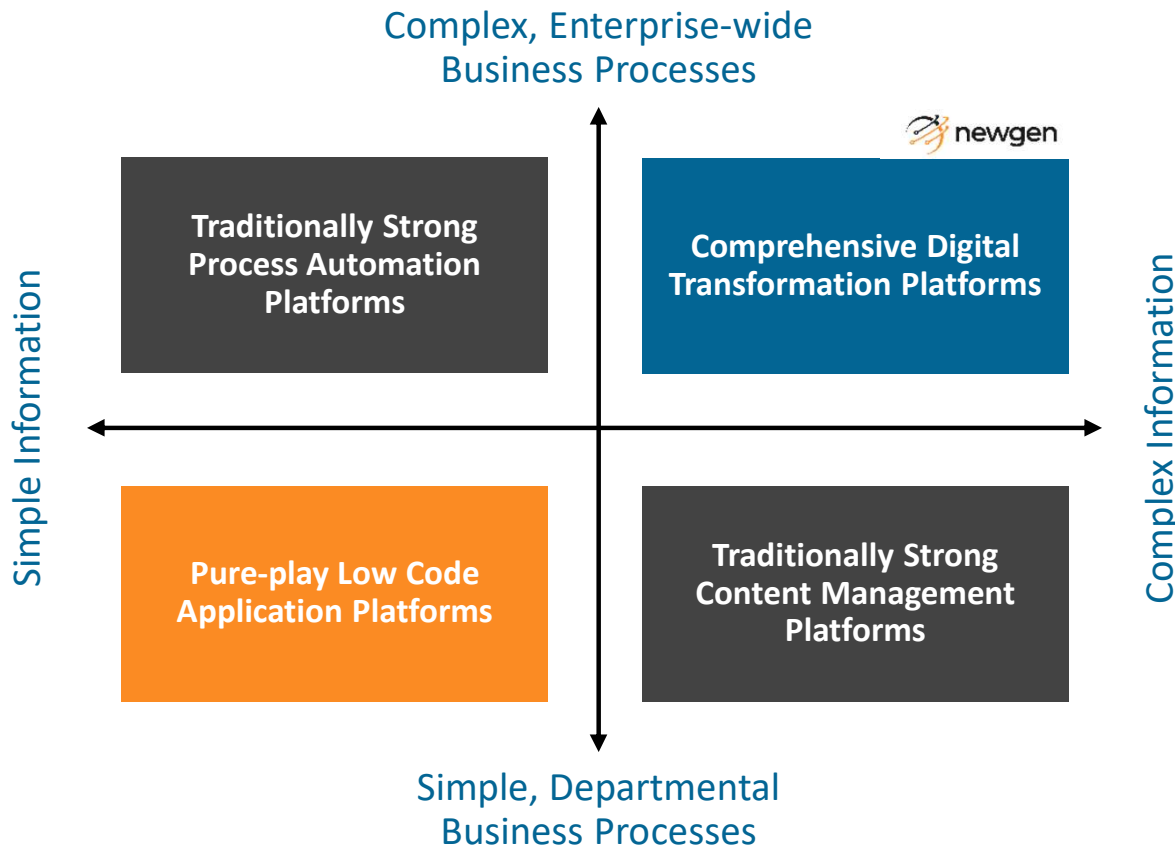 Complex, Enterprise-wide
Business Processes
newgen
Traditionally Strong
Process Automation
Platforms
Comprehensive Digital
Transformation Platforms
Simple Information
Complex Information
Pure-play Low Code
Application Platforms
Traditionally Strong
Content Management
Platforms
Simple, Departmental
Business Processes